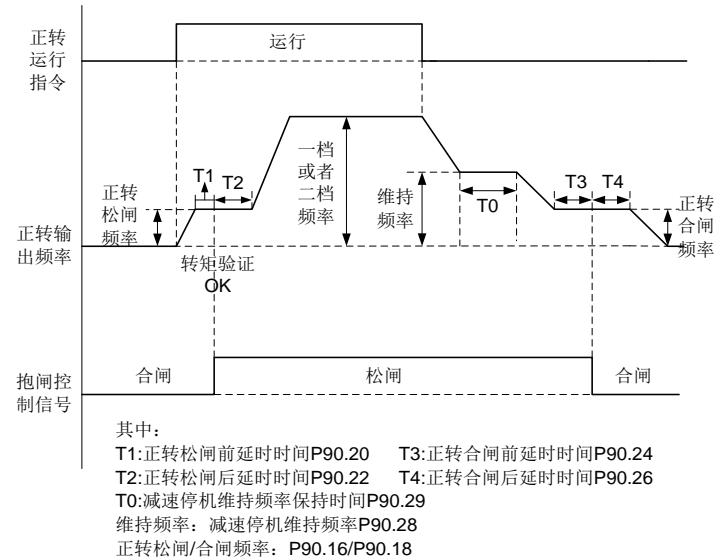 正转
运行
指令
运行
T1
T2
一档
或者
二档
频率
正转
松闸
频率
维持
频率
T0
T3
T4
正转
合闸
频率
正转输
出频率
转矩验证
OK
抱闸控
制信号
合闸
松闸
合闸
其中：
T1:正转松闸前延时时间P90.20 T3:正转合闸前延时时间P90.24
T2:正转松闸后延时时间P90.22 T4:正转合闸后延时时间P90.26
T0:减速停机维持频率保持时间P90.29
维持频率：减速停机维持频率P90.28
正转松闸/合闸频率：P90.16/P90.18